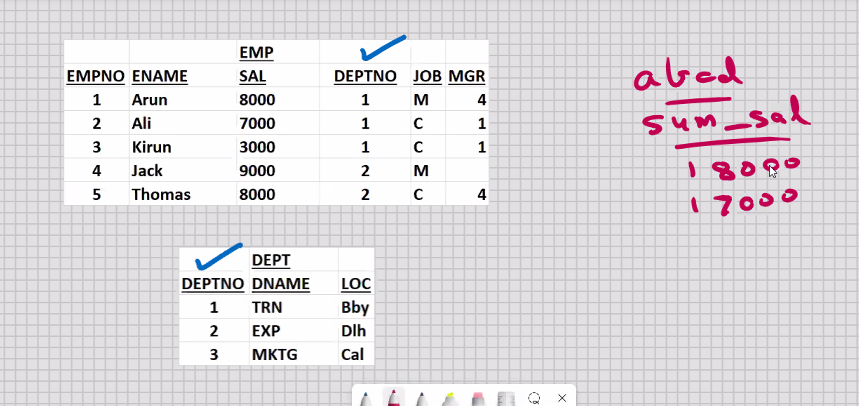 EMP
EMPNO ENAME SAL DEPTNO JOB MGR
1 Arun 8000 1 M 4
2 Ali 7000 1 C 1
3 Kirun 3000 1 C 1
4 Jack 9000 2 M
5 Thomas 8000 2 C 4
DEPT
DEPTNO DNAME LOC
1 TRN Bby
2 EXP Dlh
3 MKTG Cal
abcd
sum_sal
18000
17000